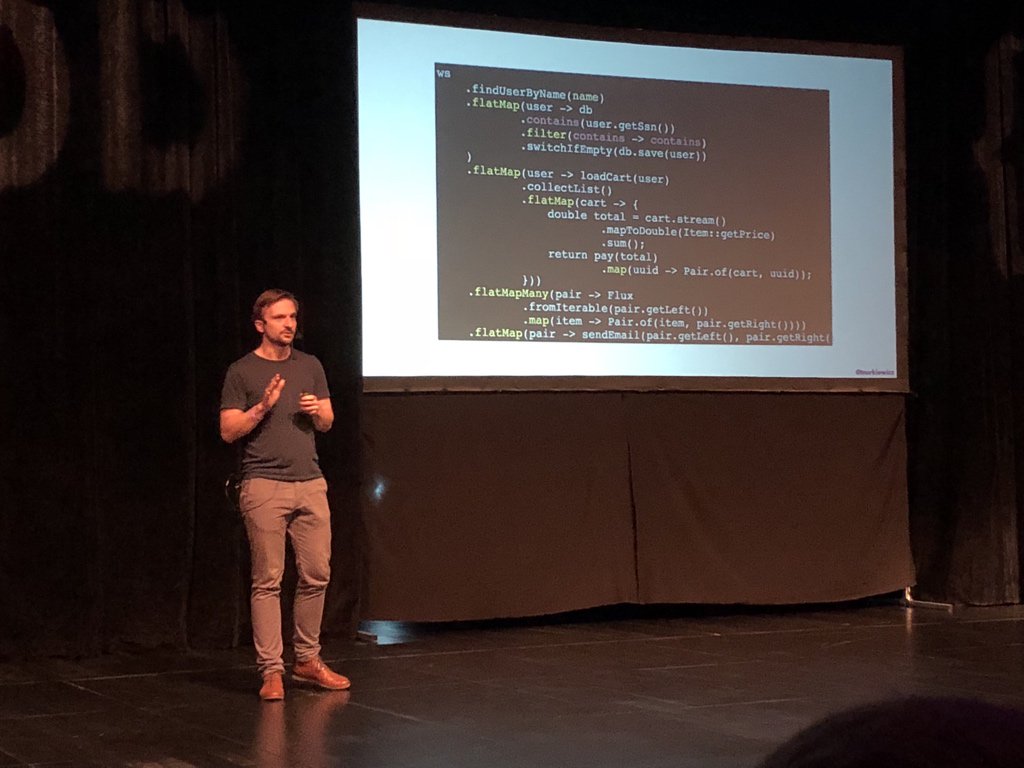 ws
.findUserByName(name)
.flatMap(user -> db
.contains(user.getSsn())
.filter(contains -> contains)
.switchIfEmpty(db.save(user))
)
.flatMap(user -> loadCart(user)
.collectList()
.flatMap(cart -> {
double total = cart.stream()
.mapToDouble(Item::getPrice)
.sum();
return pay(total)
.map(uuid -> Pair.of(cart, uuid));
}))
.flatMapMany(pair -> Flux
.fromIterable(pair.getLeft())
.map(item -> Pair.of(item, pair.getRight())))
.flatMap(pair -> sendEmail(pair.getLeft(), pair.getRight(
@tnurkiewicz